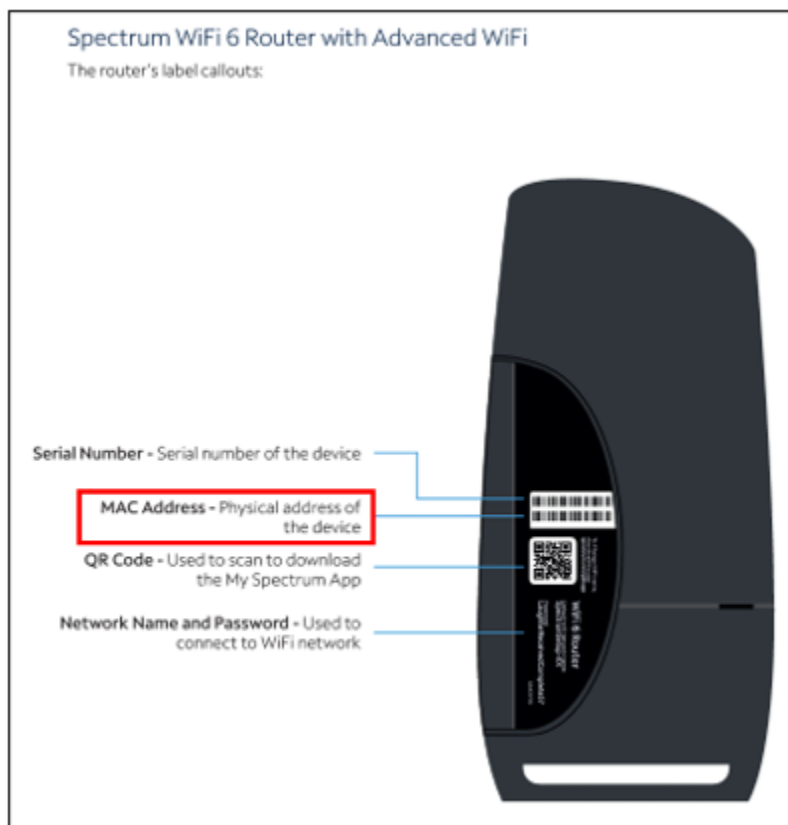 Spectrum WiFi 6 Router with Advanced WiFi
The router's label callouts:
Serial Number - Serial number of the device
MAC Address - Physical address of
the device
QR Code - Used to scan to download
the My Spectrum App
Network Name and Password - Used to
connect to WiFi network
WiFi 6 Router